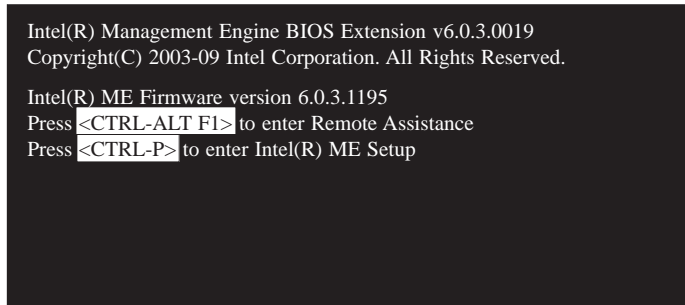 Intel(R) Management Engine BIOS Extension v6.0.3.0019
Copyright(C) 2003-09 Intel Corporation. All Rights Reserved.
Intel(R) ME Firmware version 6.0.3.1195
Press <CTRL-ALT F1> to enter Remote Assistance
Press <CTRL-P> to enter Intel(R) ME Setup